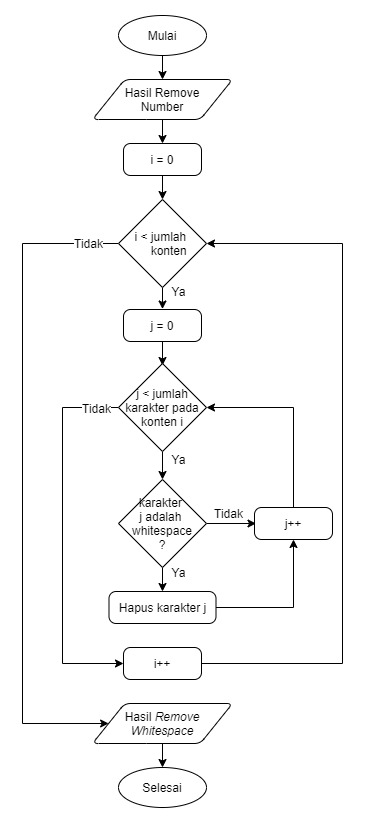 Mulai
Hasil Remove
Number
i = 0
i < jumlah
konten
Tidak
Ya
j = 0
j < jumlah
karakter pada
konten i
Tidak
Ya
karakter
j adalah
whitespace
?
Tidak
j++
Ya
Hapus karakter j
i++
Hasil Remove
Whitespace
Selesai